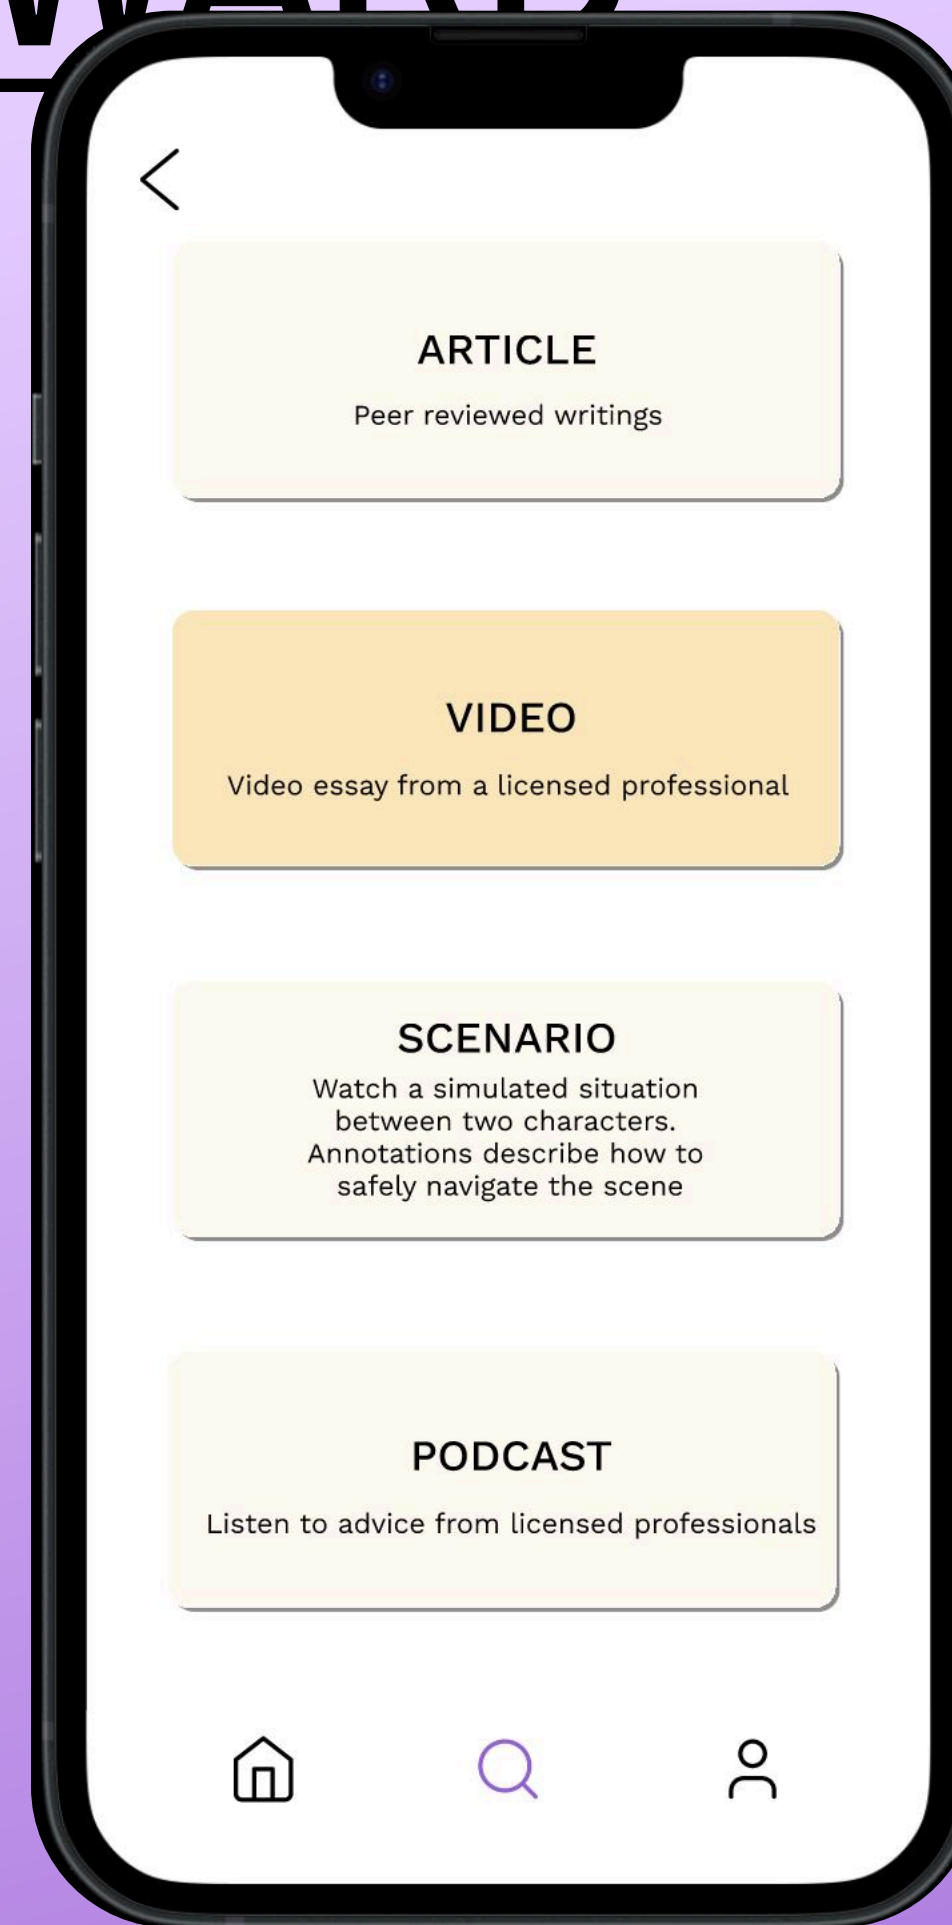 ARTICLE
Peer reviewed writings
VIDEO
Video essay from a licensed professional
SCENARIO
Watch a simulated situation
between two characters.
Annotations describe how to
safely navigate the scene
PODCAST
Listen to advice from licensed professionals